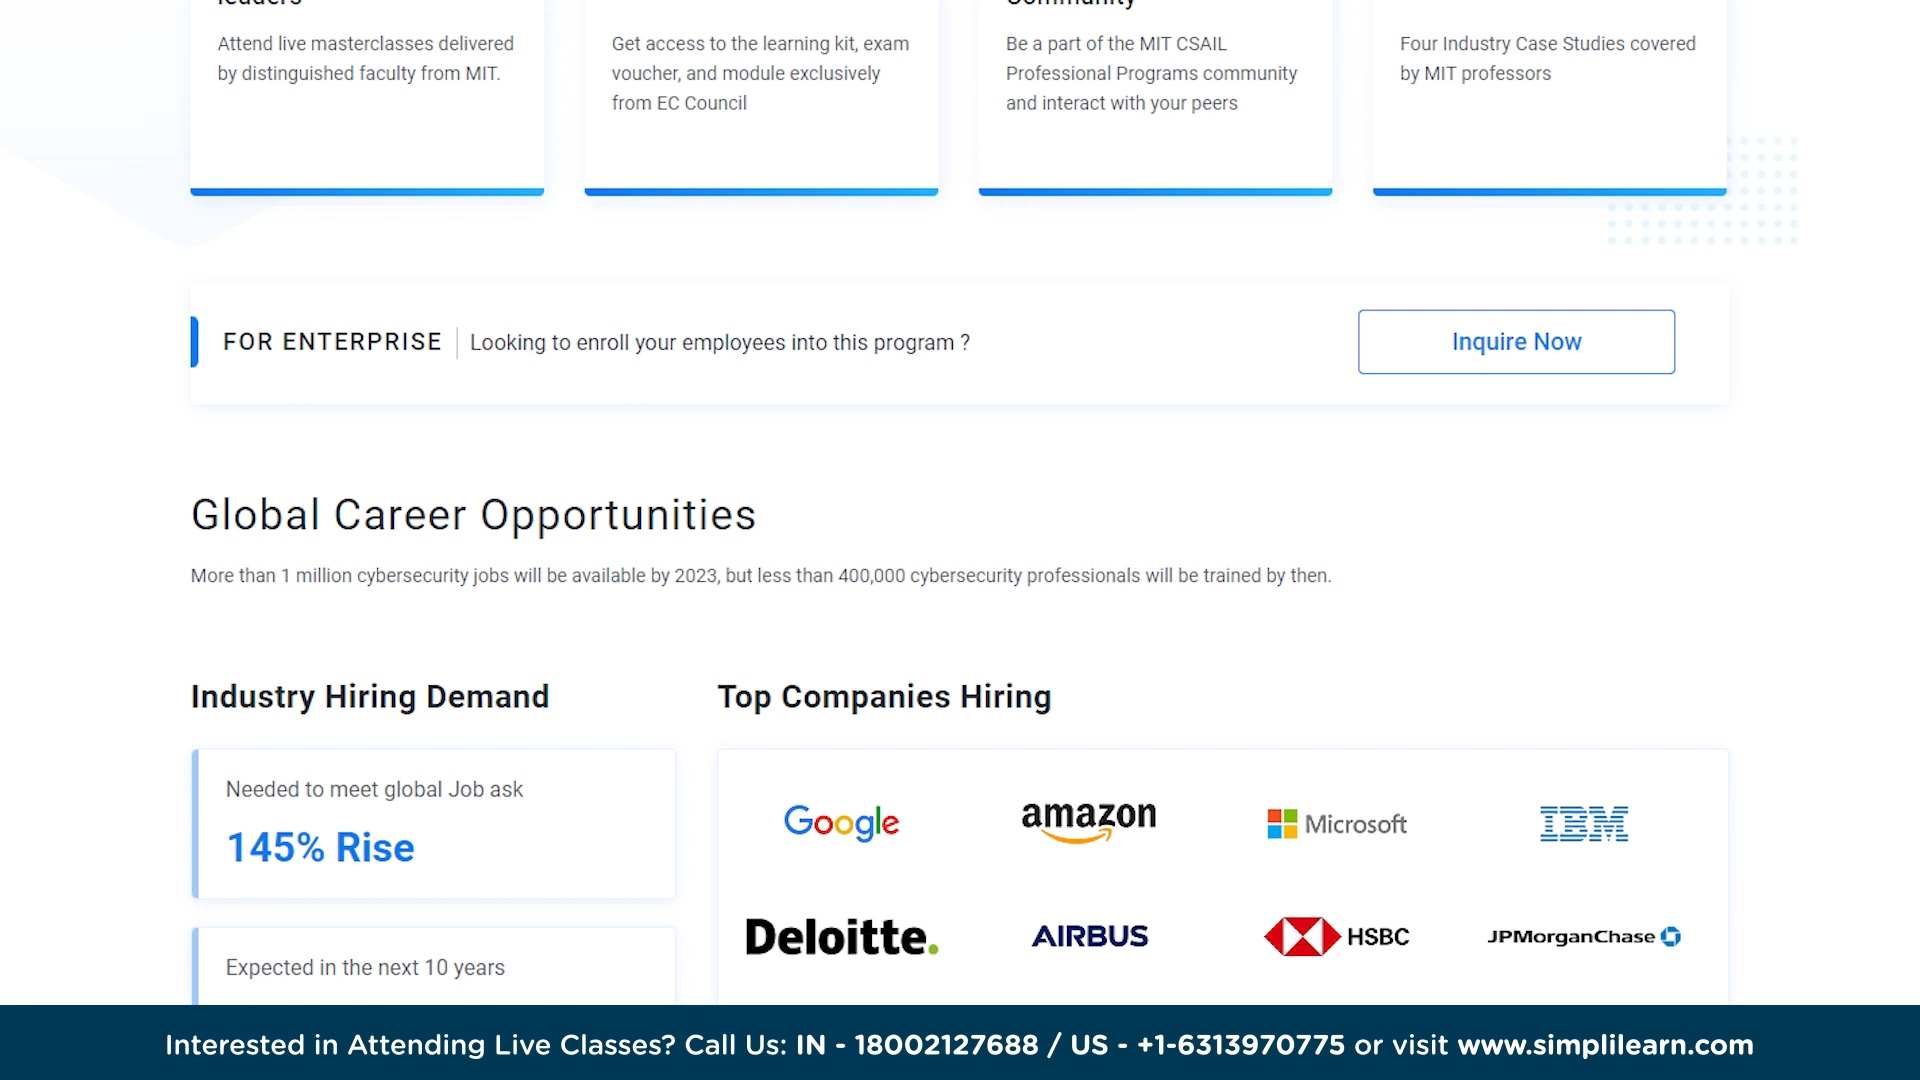 leaders
Community
Attend live masterclasses delivered
by distinguished faculty from MIT.
Get access to the learning kit, exam
voucher, and module exclusively
from EC Council
Be a part of the MIT CSAIL
Professional Programs community
and interact with your peers
Four Industry Case Studies covered
by MIT professors
FOR ENTERPRISE Looking to enroll your employees into this program ?
Inquire Now
Global Career Opportunities
More than 1 million cybersecurity jobs will be available by 2023, but less than 400,000 cybersecurity professionals will be trained by then.
Industry Hiring Demand
Needed to meet global Job ask
145% Rise
Expected in the next 10 years
Top Companies Hiring
Google
amazon
Microsoft
IBM
Deloitte.
AIRBUS
HSBC
JPMorganChase
Interested in Attending Live Classes? Call Us: IN - 18002127688 / US - +1-6313970775 or visit www.simplilearn.com